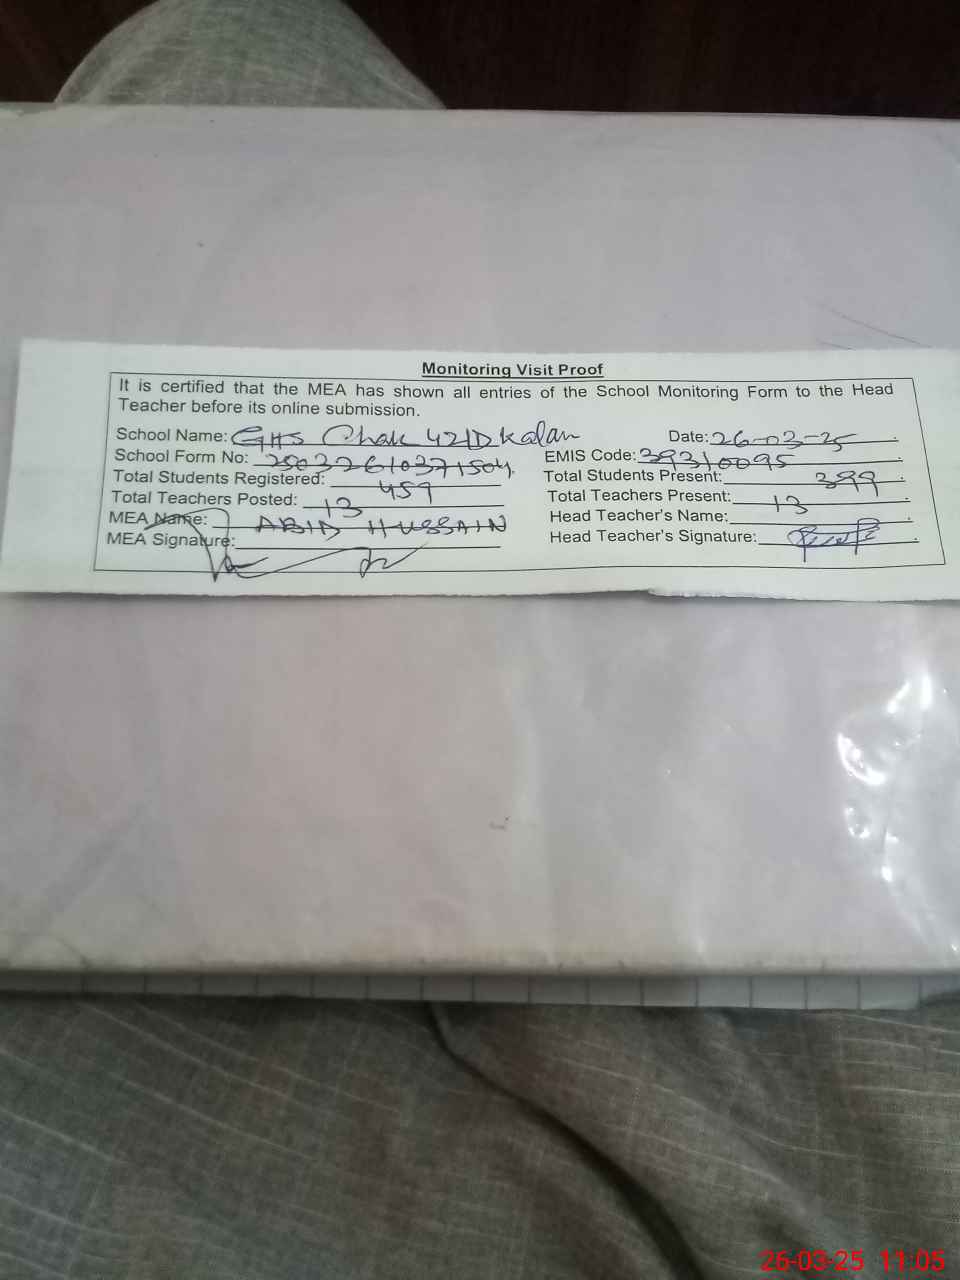 Monitoring Visit Proof
It is certified that the MEA has shown all entries of the School Monitoring Form to the Head
Teacher before its online submission.
School Name: GHS Chak 42/D Kalan Date: 26-03-25
School Form No: EMIS Code: 39310095
Total Students Registered: 459 Total Students Present: 399
Total Teachers Posted: 13 Total Teachers Present: 13
MEA Name: ABID HUSSAIN Head Teacher's Name:
MEA Signature: Head Teacher's Signature:
26-03-25 11:05